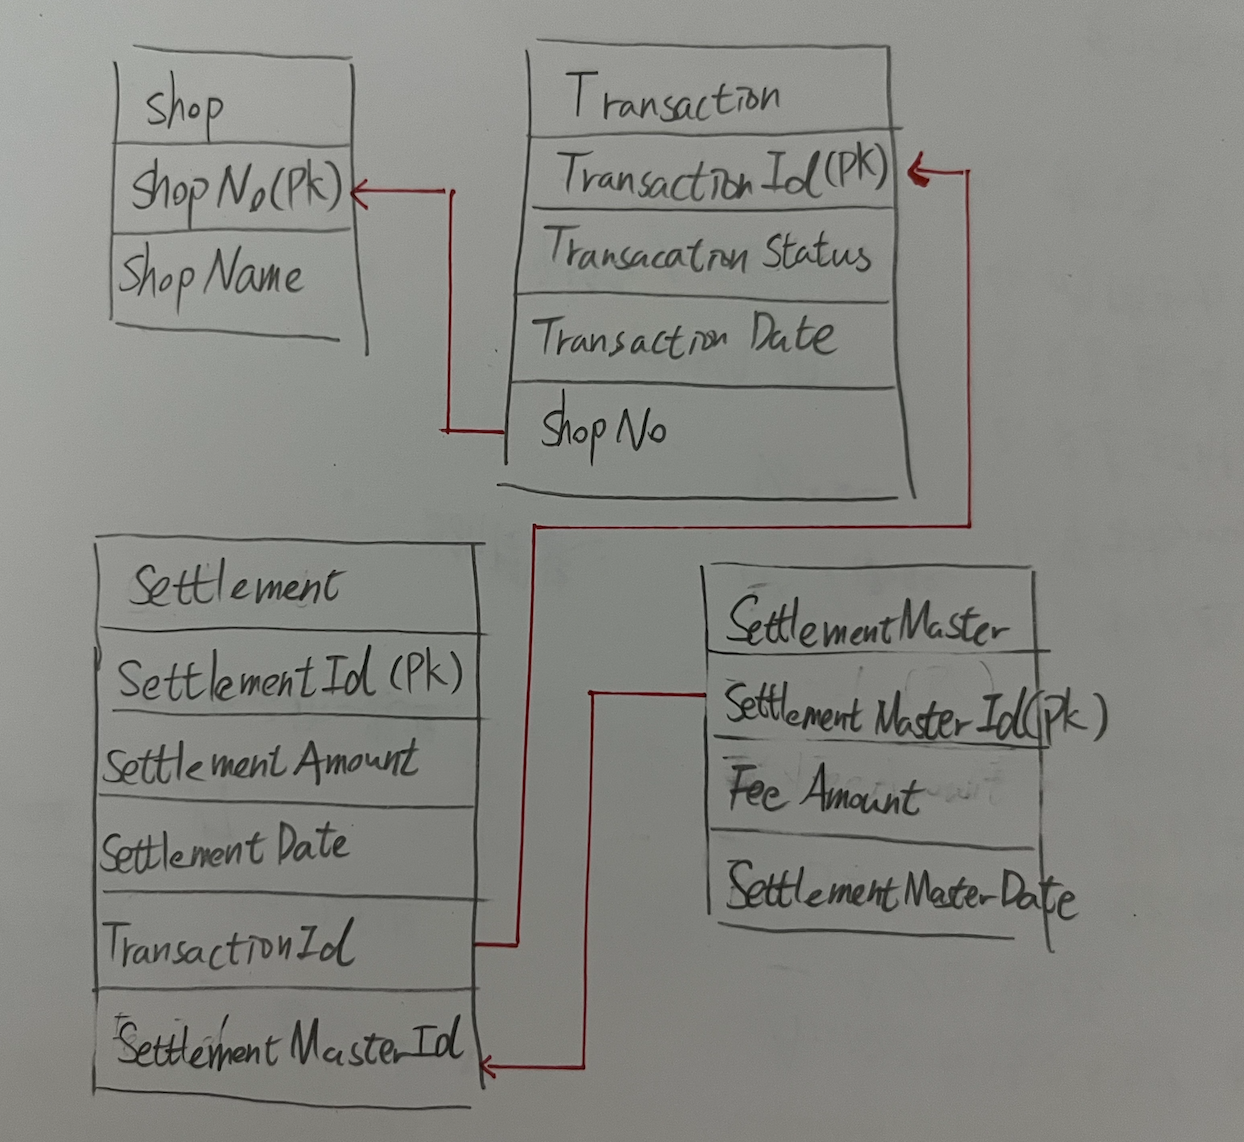 Shop
Shop No(Pk)
Shop Name
Transaction
Transaction Id(Pk)
Transacation Status
Transaction Date
Shop No
Settlement
Settlement Id (Pk)
Settlement Amount
Settlement Date
TransactionId
Settlement MasterId
SettlementMaster
Settlement Master Id(Pk)
Fee Amount
Settlement Master Date